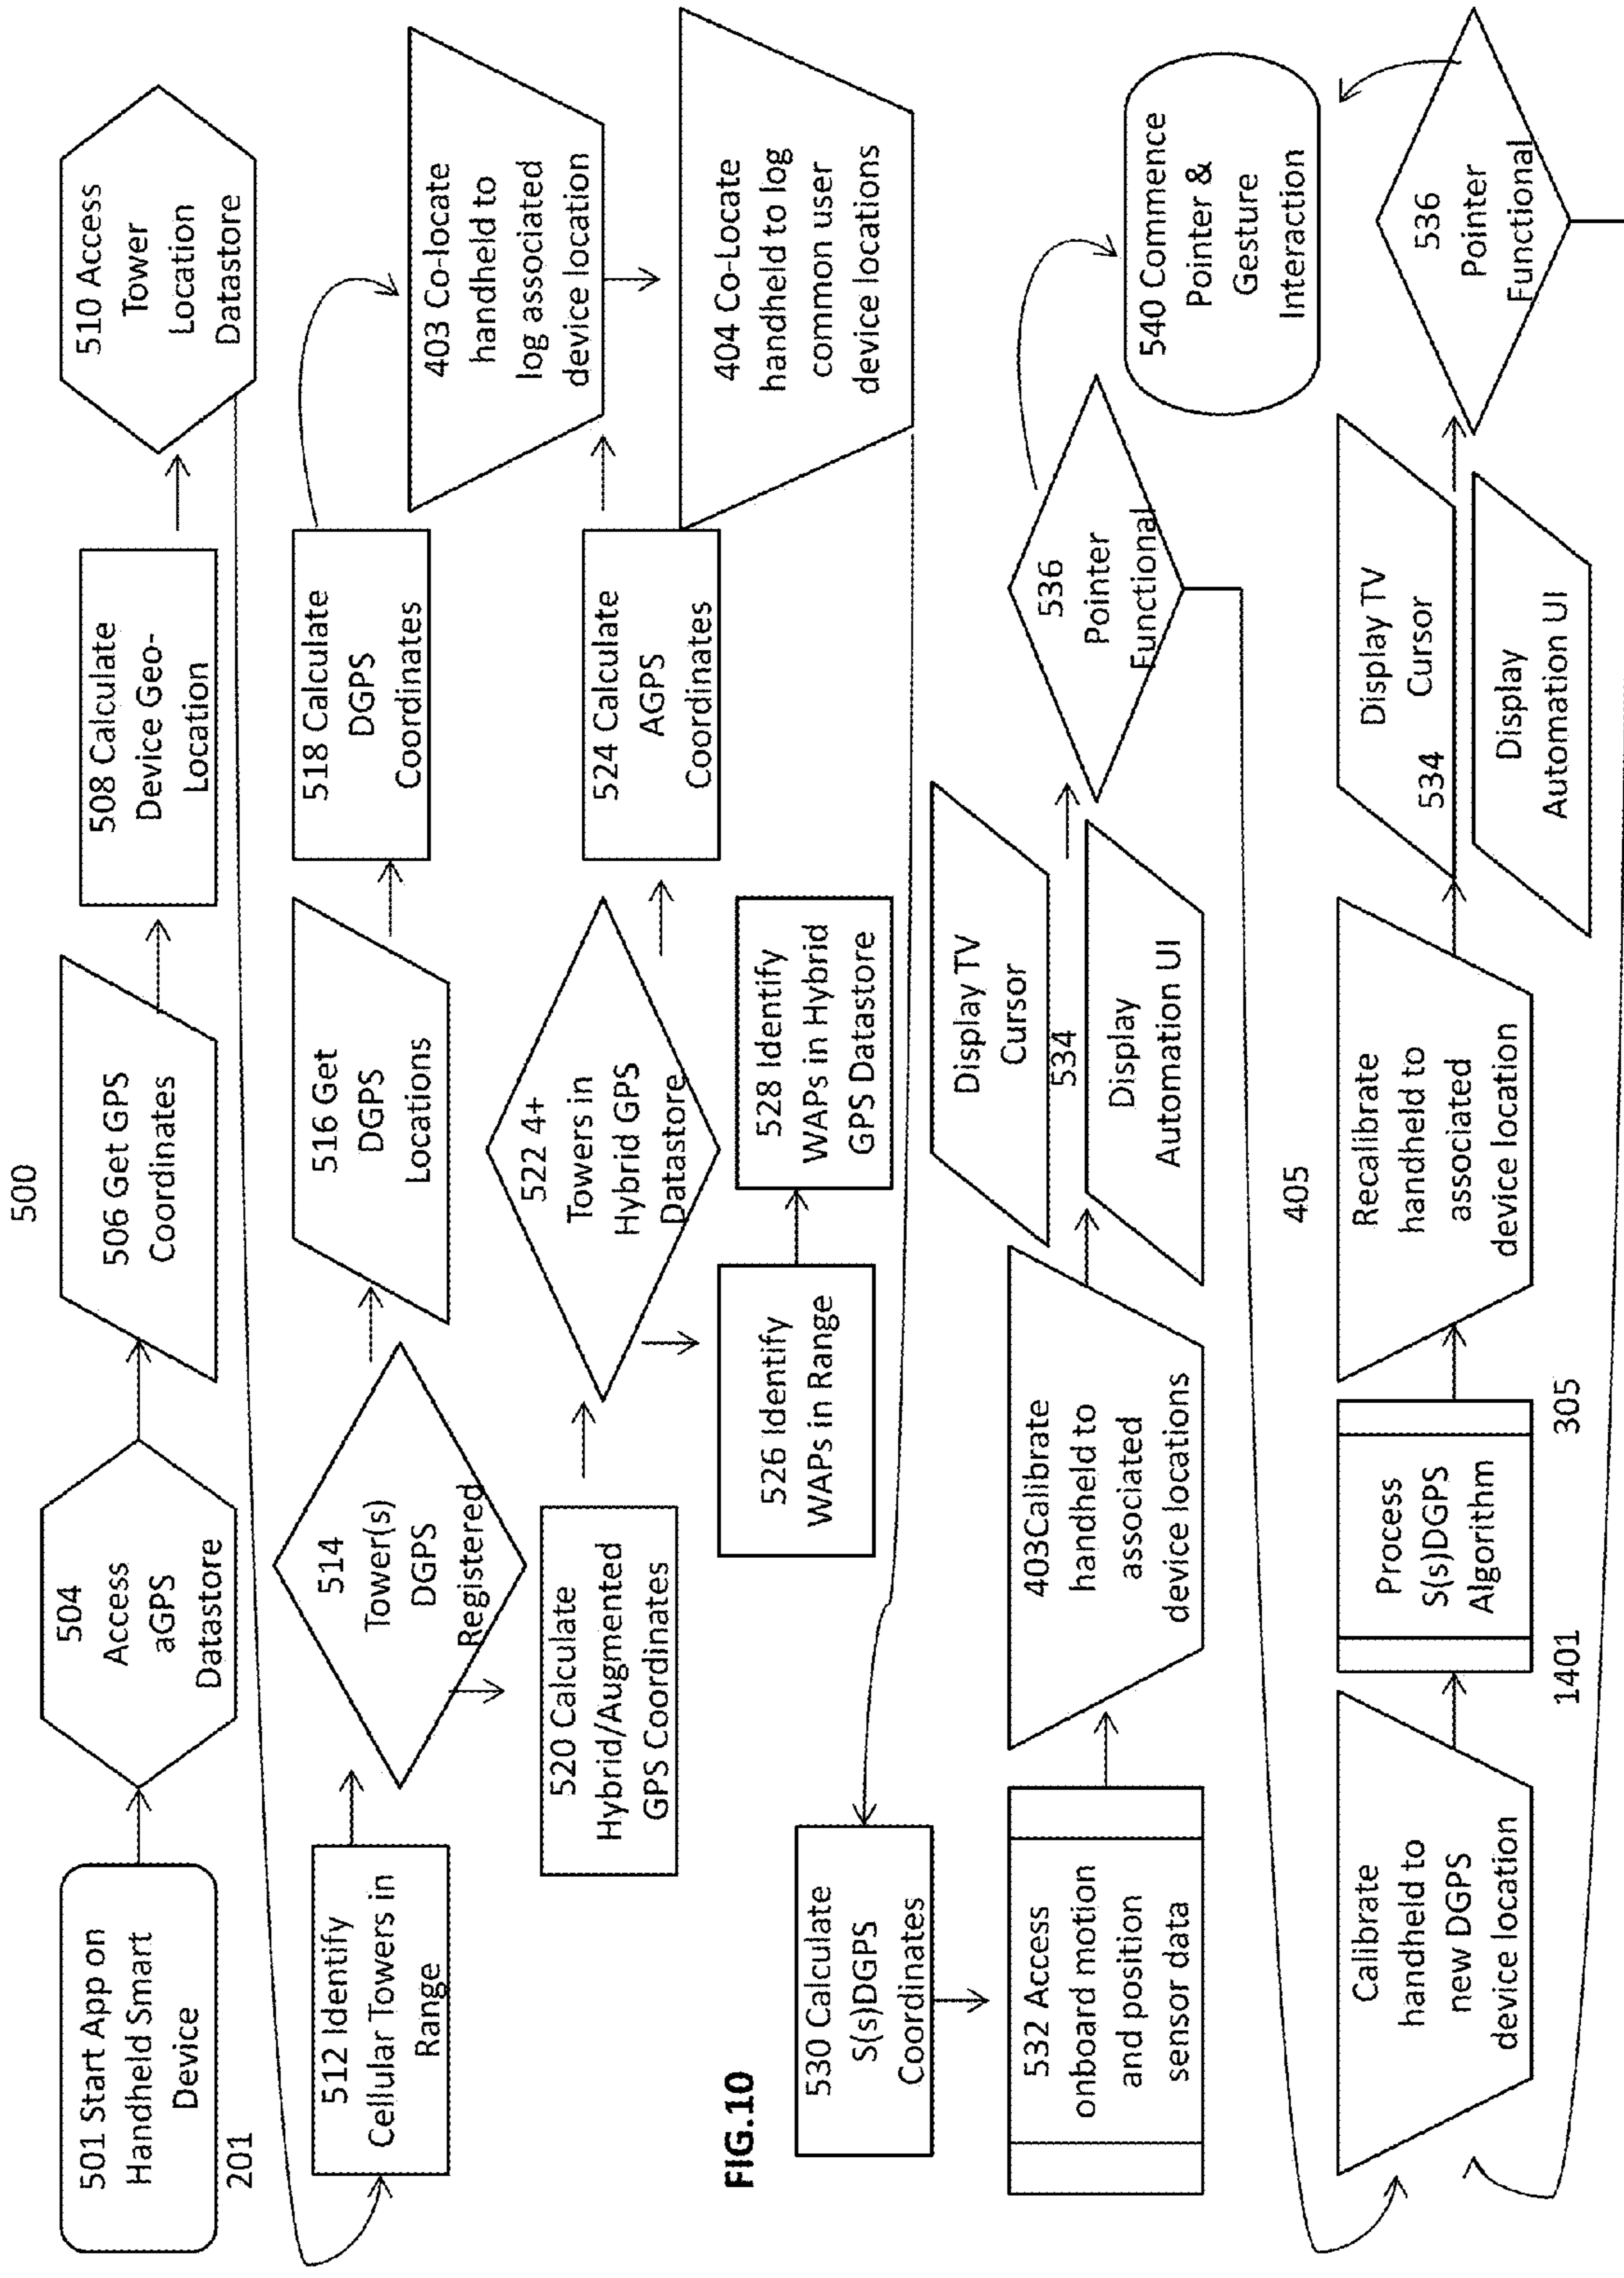 500
501 Start App on
Handheld Smart
Device
201
504
Access
aGPS
Datastore
506 Get GPS
Coordinates
508 Calculate
Device Geo-
Location
510 Access
Tower
Location
Datastore
512 Identify
Cellular Towers in
Range
514
Tower(s)
DGPS
Registered
516 Get
DGPS
Locations
518 Calculate
DGPS
Coordinates
403 Co-locate
handheld to
log associated
device location
520 Calculate
Hybrid/Augmented
GPS Coordinates
522 4+
Towers in
Hybrid GPS
Datastore
524 Calculate
AGPS
Coordinates
404 Co-Locate
handheld to log
common user
device locations
526 Identify
WAPs in Range
528 Identify
WAPs in Hybrid
GPS Datastore
FIG.10
530 Calculate
S(s)DGPS
Coordinates
532 Access
onboard motion
and position
sensor data
403Calibrate
handheld to
associated
device locations
Display TV
Cursor
534
Display
Automation UI
536
Pointer
Functional
540 Commence
Pointer &
Gesture
Interaction
405
Calibrate
handheld to
new DGPS
device location
1401
Process
S(s)DGPS
Algorithm
305
Recalibrate
handheld to
associated
device location
Display TV
Cursor
534
Display
Automation UI
536
Pointer
Functional